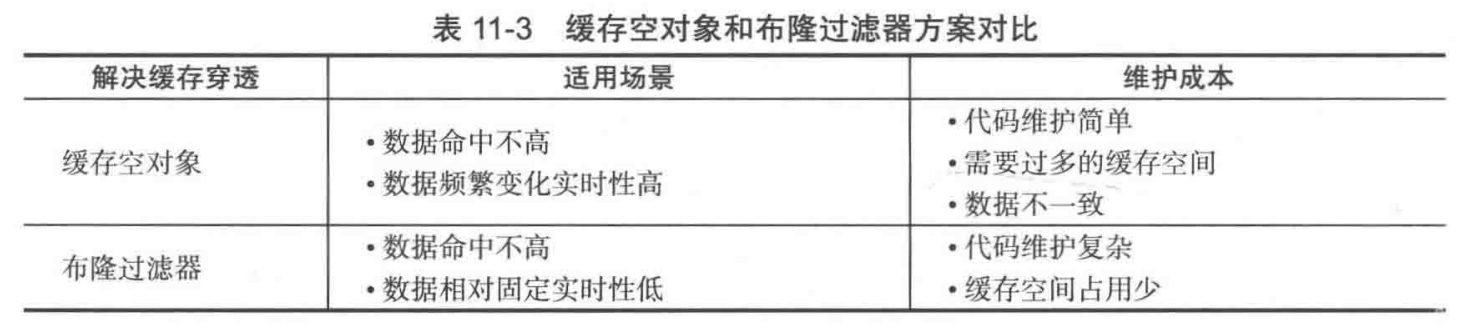 表 11-3 缓存空对象和布隆过滤器方案对比
解决缓存穿透 适用场景 维护成本
缓存空对象
•数据命中不高
•数据频繁变化实时性高
•代码维护简单
•需要过多的缓存空间
•数据不一致
布隆过滤器
•数据命中不高
•数据相对固定实时性低
•代码维护复杂
•缓存空间占用少